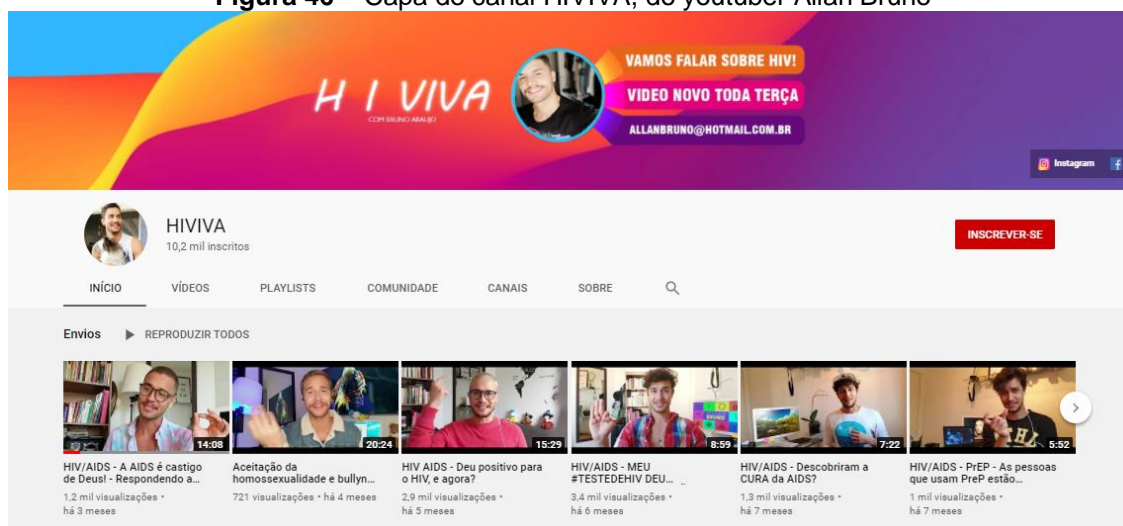 Figura 40 – Capa do canal HIVIVA, do youtuber Allan Bruno
H I VIVA
COM BRUNO ARAUJO
VAMOS FALAR SOBRE HIV!
VIDEO NOVO TODA TERÇA
ALLANBRUNO@HOTMAIL.COM.BR
Instagram
HIVIVA
10,2 mil inscritos
INSCREVER-SE
INÍCIO VÍDEOS PLAYLISTS COMUNIDADE CANAIS SOBRE
Envios REPRODUZIR TODOS
14:08 20:24 15:29 8:59 7:22 5:52
HIV/AIDS - A AIDS é castigo
de Deus! - Respondendo a...
1,2 mil visualizações •
há 3 meses
Aceitação da
homossexualidade e bullyn...
721 visualizações • há 4 meses
HIV AIDS - Deu positivo para
o HIV, e agora?
2,9 mil visualizações •
há 5 meses
HIV/AIDS - MEU
#TESTEDEHIV DEU...
3,4 mil visualizações •
há 6 meses
HIV/AIDS - Descobriram a
CURA da AIDS?
1,3 mil visualizações •
há 7 meses
HIV/AIDS - PrEP - As pessoas
que usam PreP estão...
1 mil visualizações •
há 7 meses